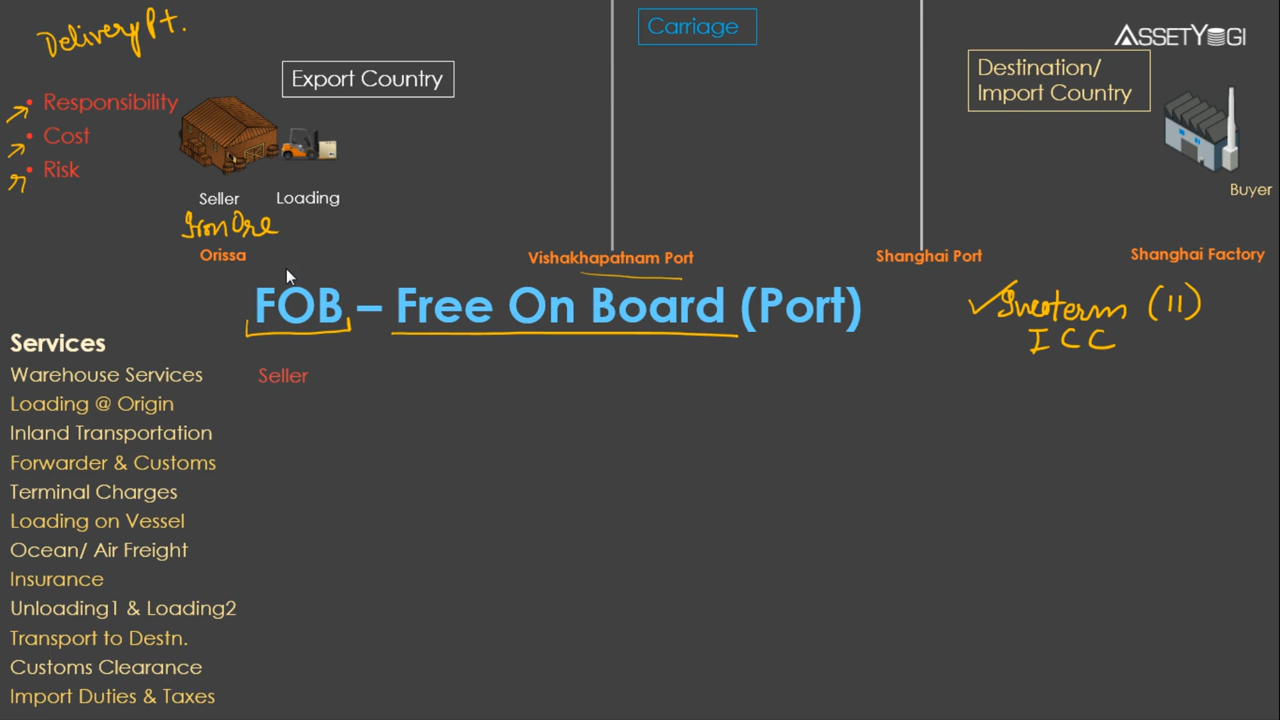 Delivery Pt.
Carriage
ASSETYOGI
Export Country
Destination/
Import Country
• Responsibility
• Cost
• Risk
Seller
Loading
Buyer
Iron Ore
Orissa
Vishakhapatnam Port
Shanghai Port
Shanghai Factory
FOB – Free On Board (Port)
Incoterm (11)
ICC
Services
Warehouse Services
Seller
Loading @ Origin
Inland Transportation
Forwarder & Customs
Terminal Charges
Loading on Vessel
Ocean/ Air Freight
Insurance
Unloading1 & Loading2
Transport to Destn.
Customs Clearance
Import Duties & Taxes